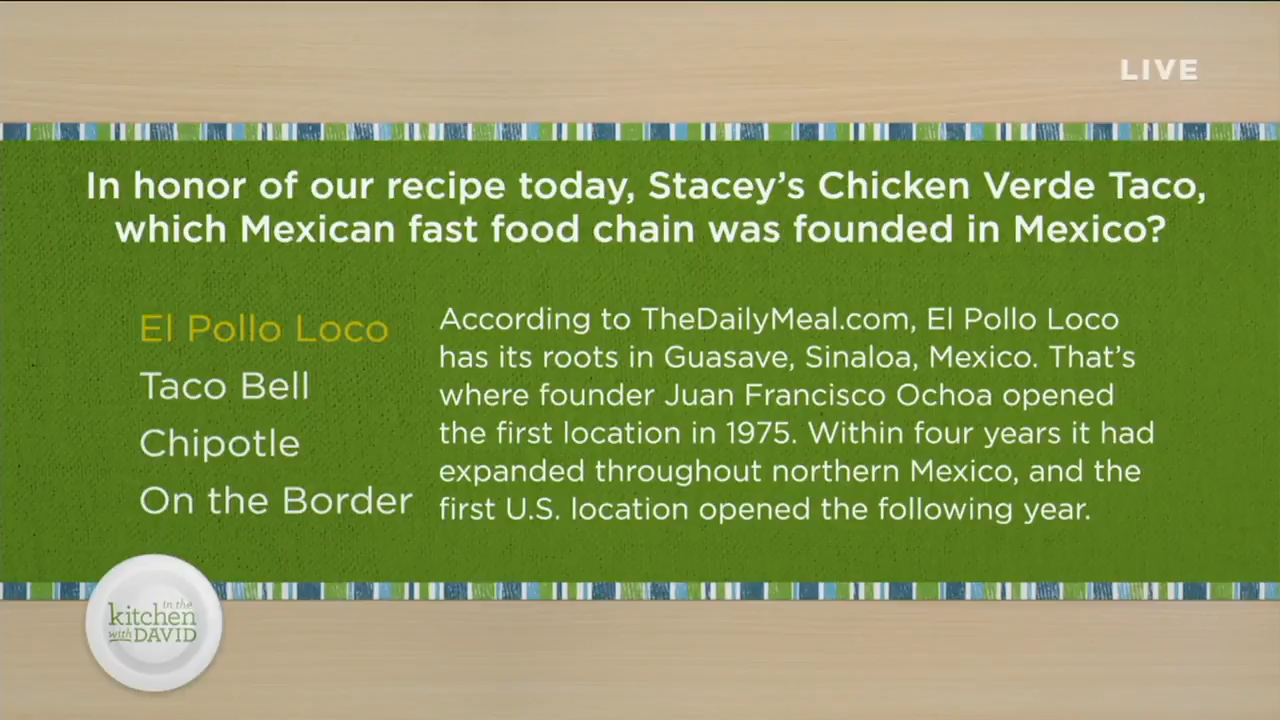 LIVE
In honor of our recipe today, Stacey's Chicken Verde Taco,
which Mexican fast food chain was founded in Mexico?
El Pollo Loco
Taco Bell
Chipotle
On the Border
According to TheDailyMeal.com, El Pollo Loco
has its roots in Guasave, Sinaloa, Mexico. That's
where founder Juan Francisco Ochoa opened
the first location in 1975. Within four years it had
expanded throughout northern Mexico, and the
first U.S. location opened the following year.
in the
kitchen
with DAVID